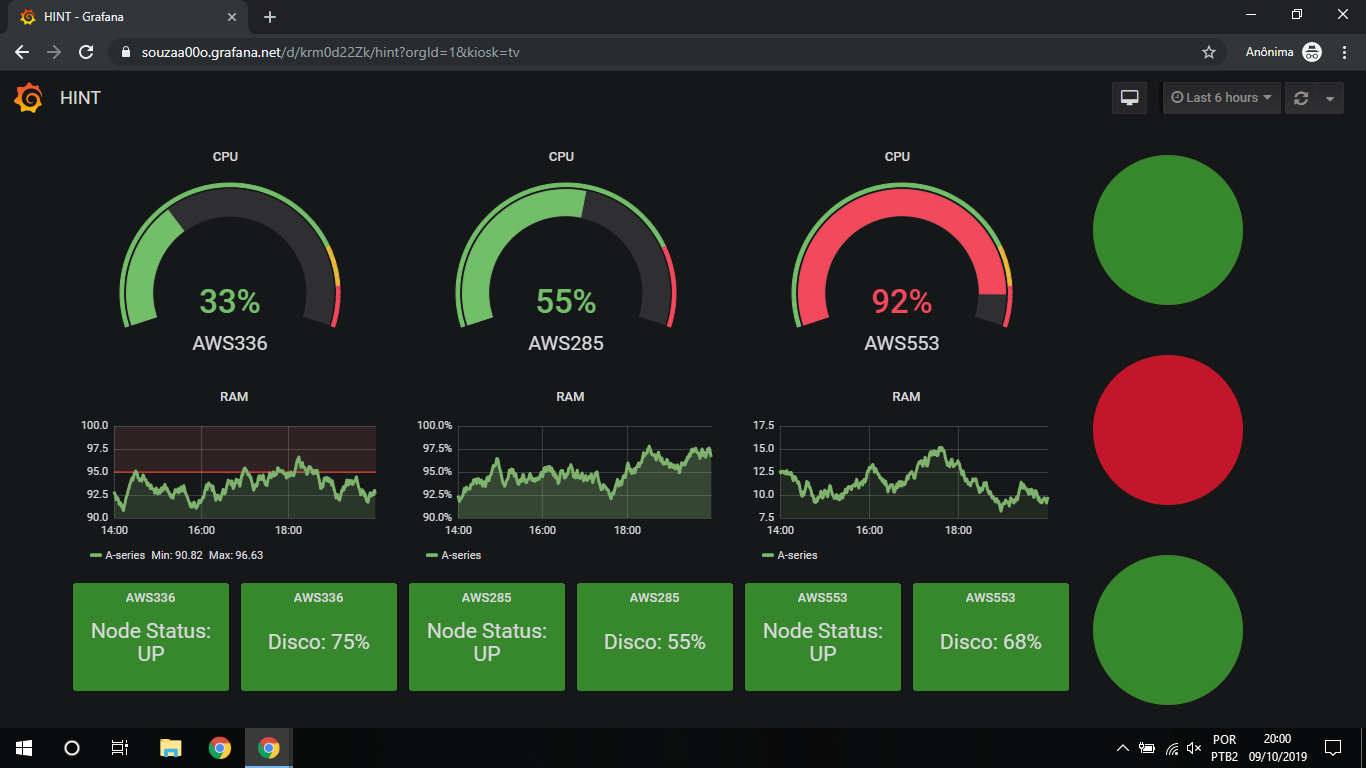 HINT - Grafana
souzaa00o.grafana.net/d/krm0d22Zk/hint?orgId=1&kiosk=tv
Anônima
HINT
Last 6 hours
CPU
33%
AWS336
CPU
55%
AWS285
CPU
92%
AWS553
RAM
100.0
97.5
95.0
92.5
90.0
14:00 16:00 18:00
A-series Min: 90.82 Max: 96.63
RAM
100.0%
97.5%
95.0%
92.5%
90.0%
14:00 16:00 18:00
A-series
RAM
17.5
15.0
12.5
10.0
7.5
14:00 16:00 18:00
A-series
AWS336
Node Status:
UP
AWS336
Disco: 75%
AWS285
Node Status:
UP
AWS285
Disco: 55%
AWS553
Node Status:
UP
AWS553
Disco: 68%
POR
PTB2
20:00
09/10/2019